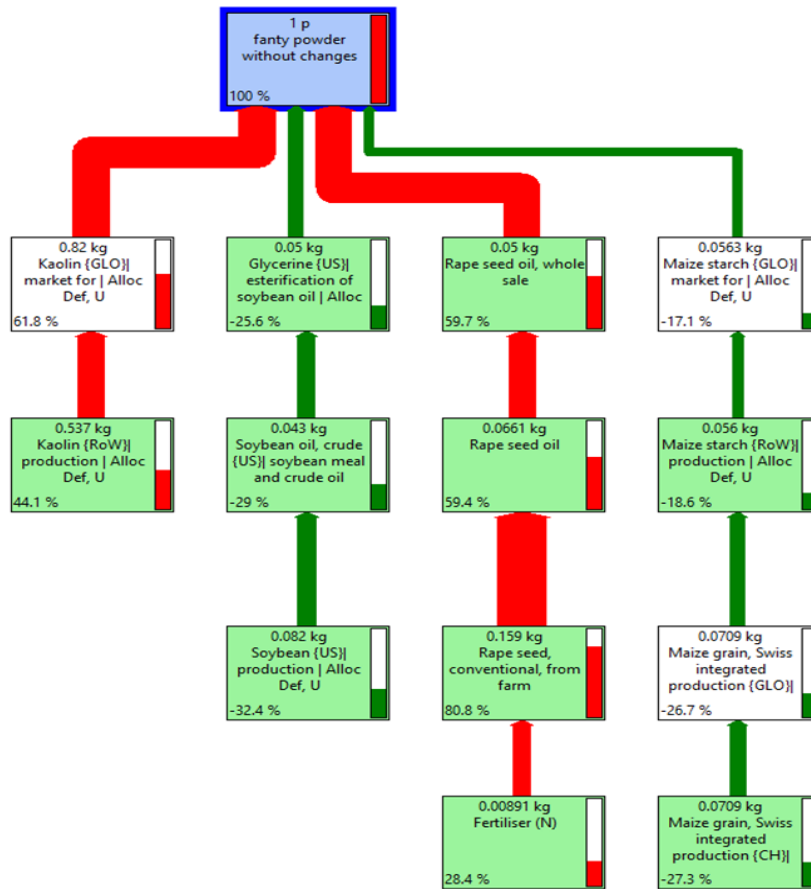 1 p
fanty powder
without changes
100 %
0.82 kg
Kaolin {GLO}|
market for | Alloc
Def, U
61.8 %
0.05 kg
Glycerine {US}|
esterification of
soybean oil | Alloc
-25.6 %
0.05 kg
Rape seed oil, whole
sale
59.7 %
0.0563 kg
Maize starch {GLO}|
market for | Alloc
Def, U
-17.1 %
0.537 kg
Kaolin {RoW}|
production | Alloc
Def, U
44.1 %
0.043 kg
Soybean oil, crude
{US}| soybean meal
and crude oil
-29 %
0.0661 kg
Rape seed oil
59.4 %
0.056 kg
Maize starch {RoW}|
production | Alloc
Def, U
-18.6 %
0.082 kg
Soybean {US}|
production | Alloc
Def, U
-32.4 %
0.159 kg
Rape seed,
conventional, from
farm
80.8 %
0.0709 kg
Maize grain, Swiss
integrated
production {GLO}|
-26.7 %
0.00891 kg
Fertiliser (N)
28.4 %
0.0709 kg
Maize grain, Swiss
integrated
production {CH}|
-27.3 %